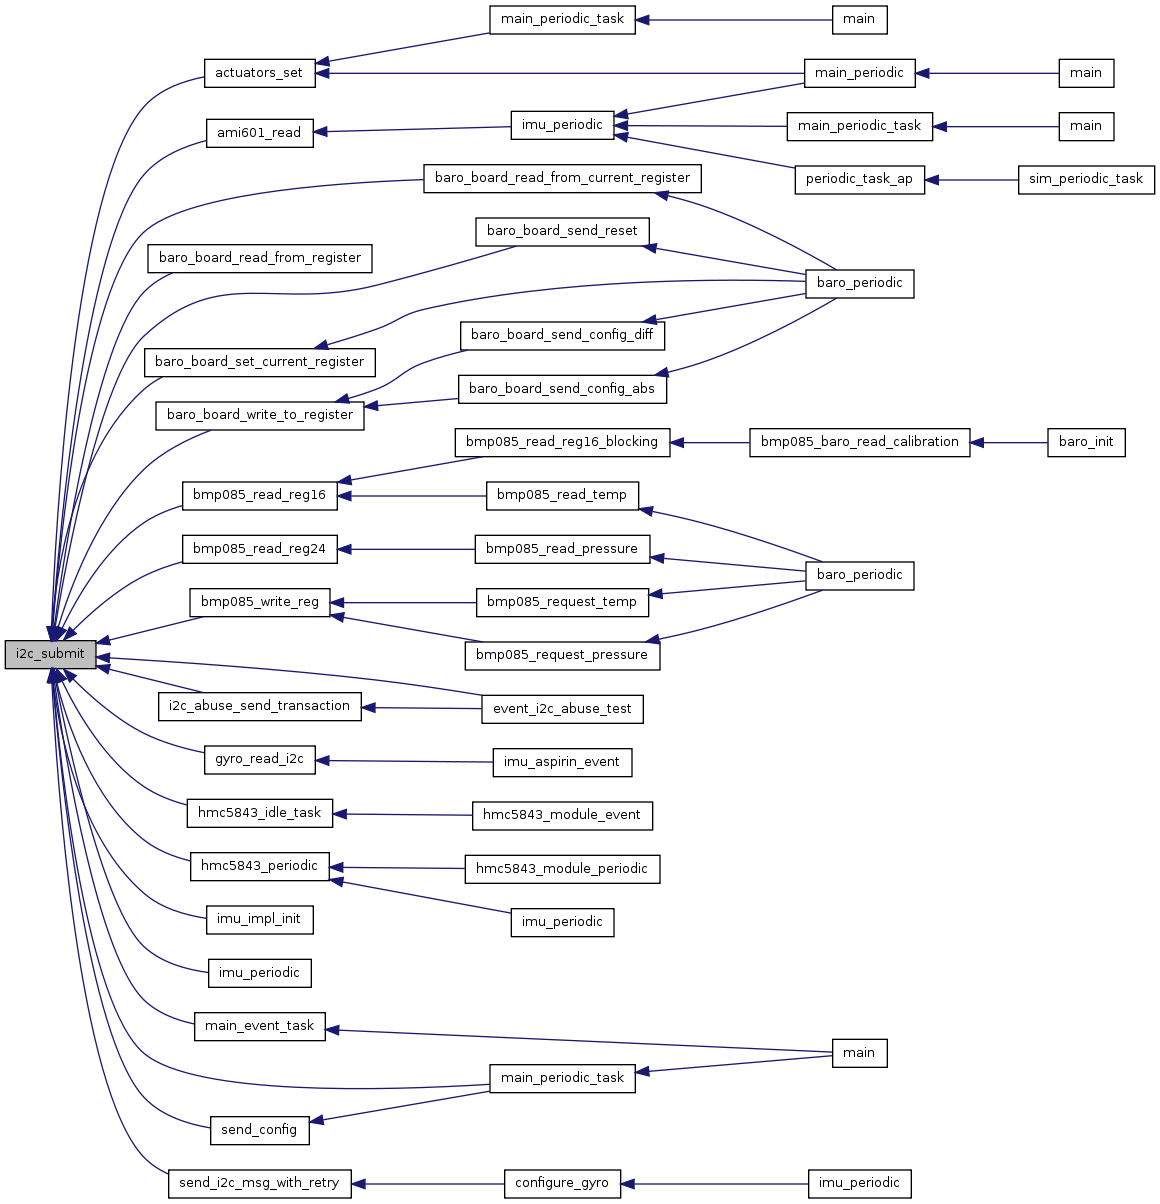 main_periodic_task
main
actuators_set
main_periodic
main
ami601_read
imu_periodic
main_periodic_task
main
baro_board_read_from_current_register
periodic_task_ap
sim_periodic_task
baro_board_send_reset
baro_board_read_from_register
baro_periodic
baro_board_send_config_diff
baro_board_set_current_register
baro_board_send_config_abs
baro_board_write_to_register
bmp085_read_reg16_blocking
bmp085_baro_read_calibration
baro_init
bmp085_read_reg16
bmp085_read_temp
bmp085_read_reg24
bmp085_read_pressure
baro_periodic
bmp085_write_reg
bmp085_request_temp
i2c_submit
bmp085_request_pressure
i2c_abuse_send_transaction
event_i2c_abuse_test
gyro_read_i2c
imu_aspirin_event
hmc5843_idle_task
hmc5843_module_event
hmc5843_periodic
hmc5843_module_periodic
imu_impl_init
imu_periodic
imu_periodic
main_event_task
main
main_periodic_task
send_config
send_i2c_msg_with_retry
configure_gyro
imu_periodic